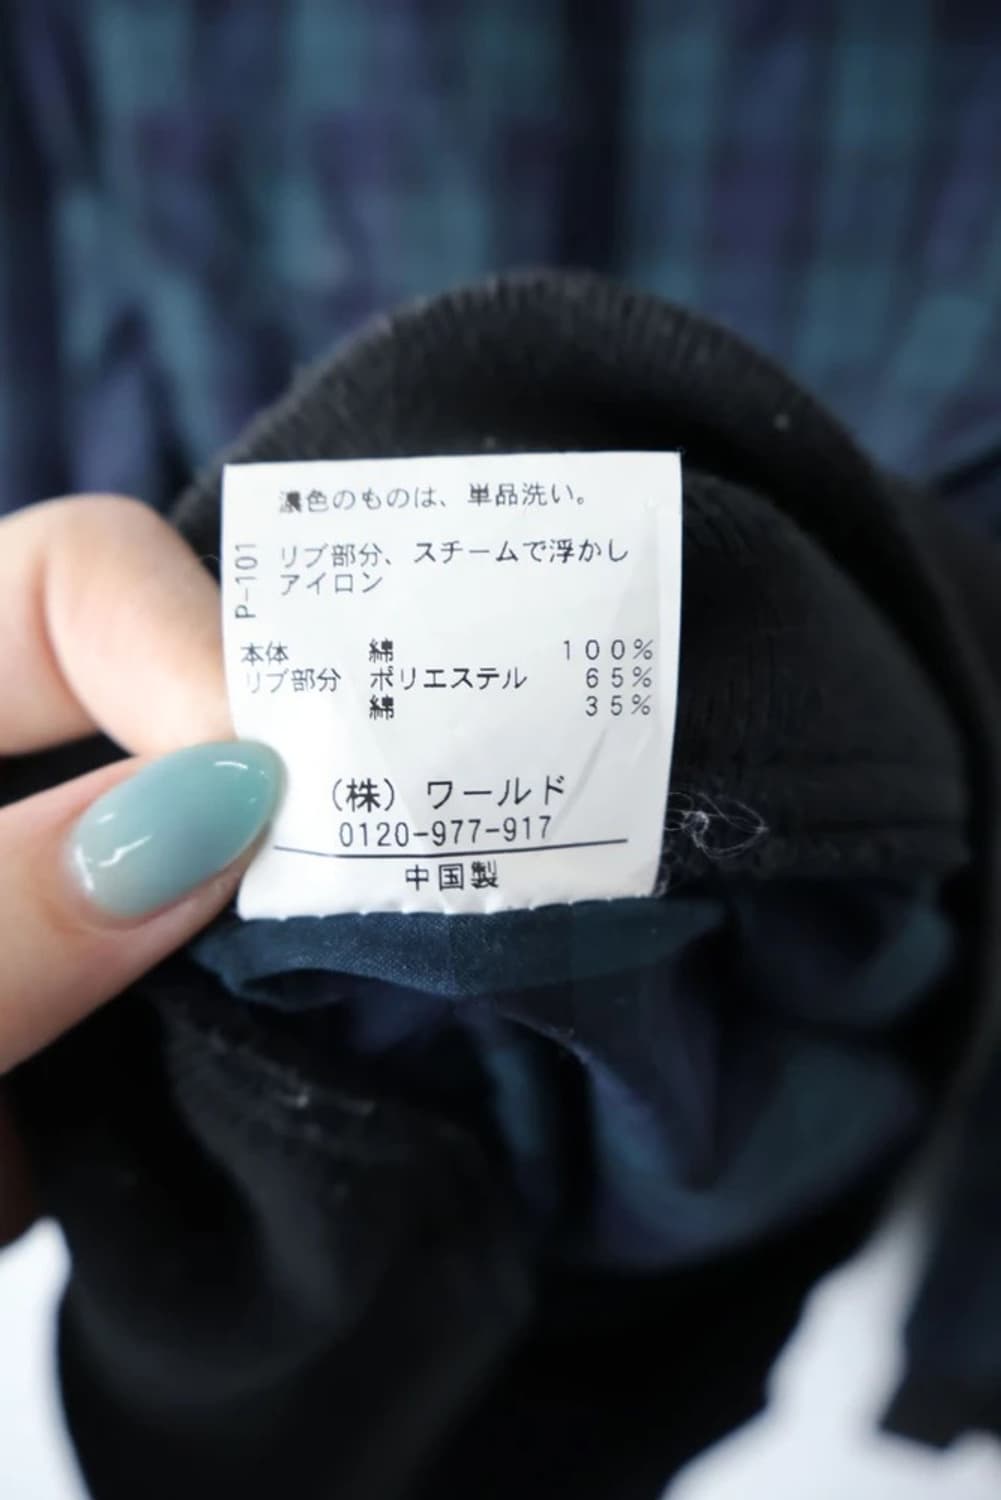 濃色のものは、単品洗い。
P-101
リブ部分、スチームで浮かし
アイロン
本体 綿 100%
リブ部分 ポリエステル 65%
綿 35%
(株) ワールド
0120-977-917
中国製